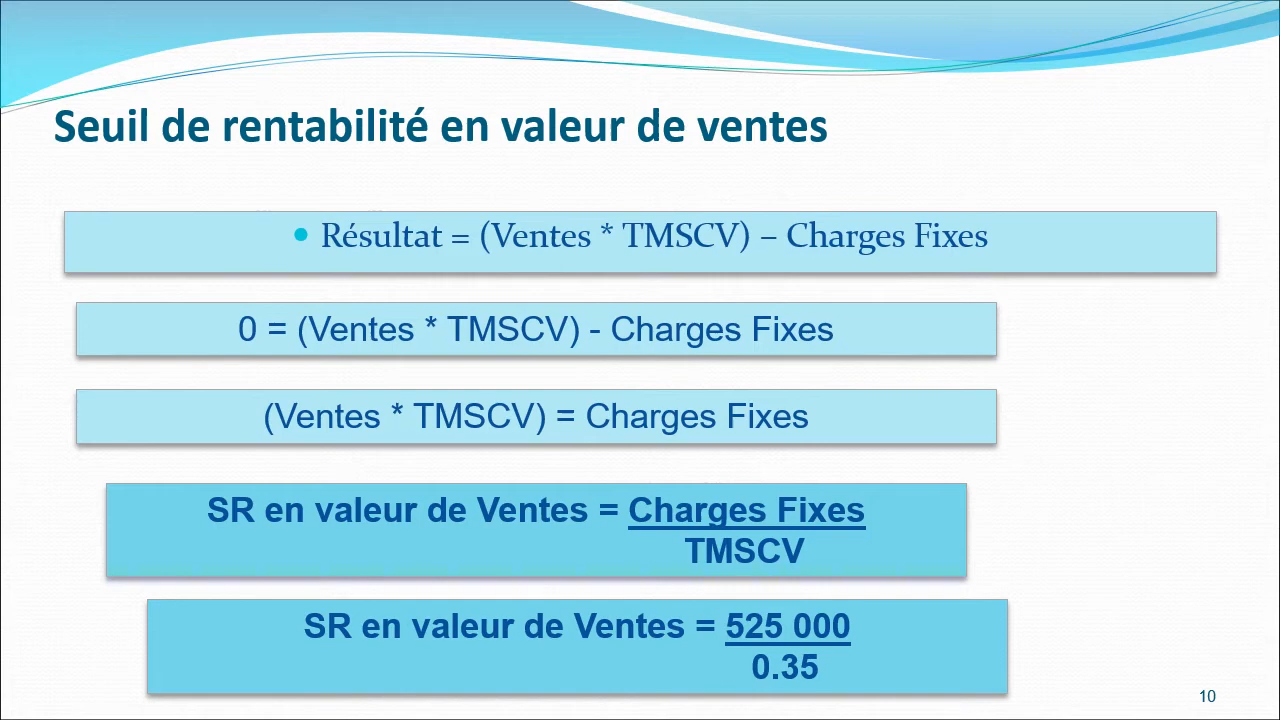 Seuil de rentabilité en valeur de ventes
• Résultat = (Ventes * TMSCV) – Charges Fixes
0 = (Ventes * TMSCV) - Charges Fixes
(Ventes * TMSCV) = Charges Fixes
SR en valeur de Ventes = Charges Fixes
TMSCV
SR en valeur de Ventes = 525 000
0.35
10